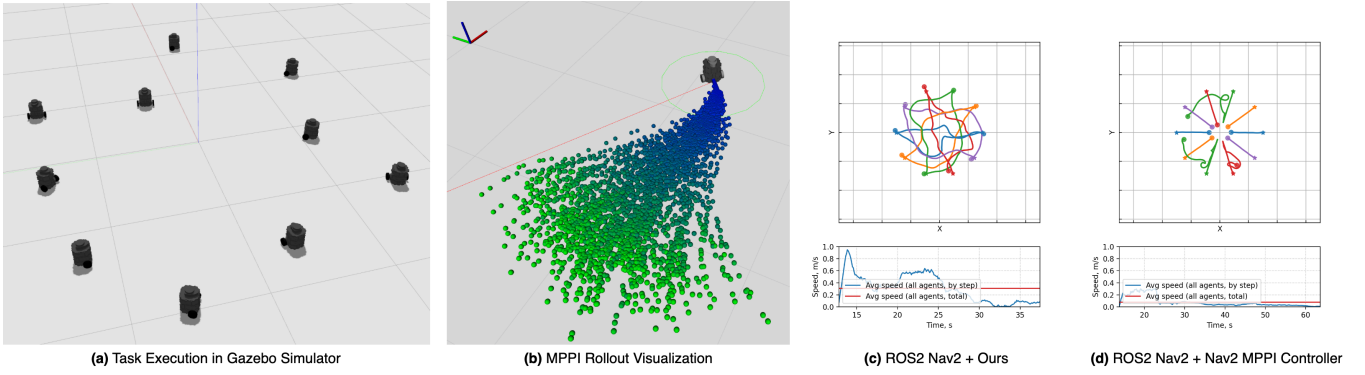 Y
X
1.0
0.8
0.6
0.4
0.2
0.0
Speed, m/s
Avg speed (all agents, by step)
Avg speed (all agents, total)
15 20 25 30 35
Time, s
Y
X
1.0
0.8
0.6
0.4
0.2
0.0
Speed, m/s
Avg speed (all agents, by step)
Avg speed (all agents, total)
20 30 40 50 60
Time, s
(a) Task Execution in Gazebo Simulator
(b) MPPI Rollout Visualization
(c) ROS2 Nav2 + Ours
(d) ROS2 Nav2 + Nav2 MPPI Controller